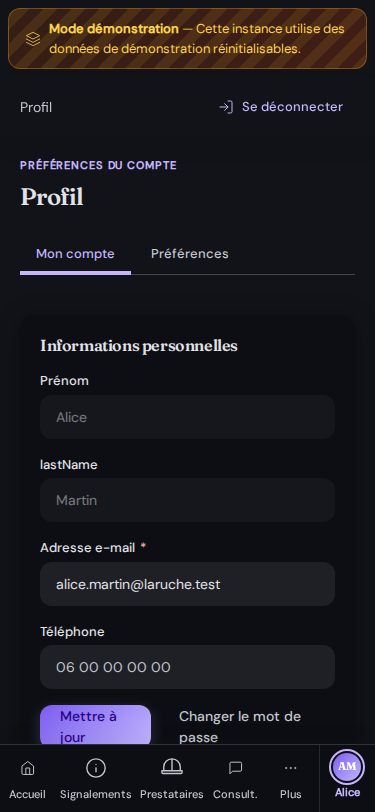 Mode démonstration — Cette instance utilise des
données de démonstration réinitialisables.
Profil
Se déconnecter
PRÉFÉRENCES DU COMPTE
Profil
Mon compte
Préférences
Informations personnelles
Prénom
Alice
lastName
Martin
Adresse e-mail *
alice.martin@laruche.test
Téléphone
06 00 00 00 00
Mettre à
jour
Changer le mot de
passe
Accueil
Signalements
Prestataires
Consult.
Plus
AM
Alice